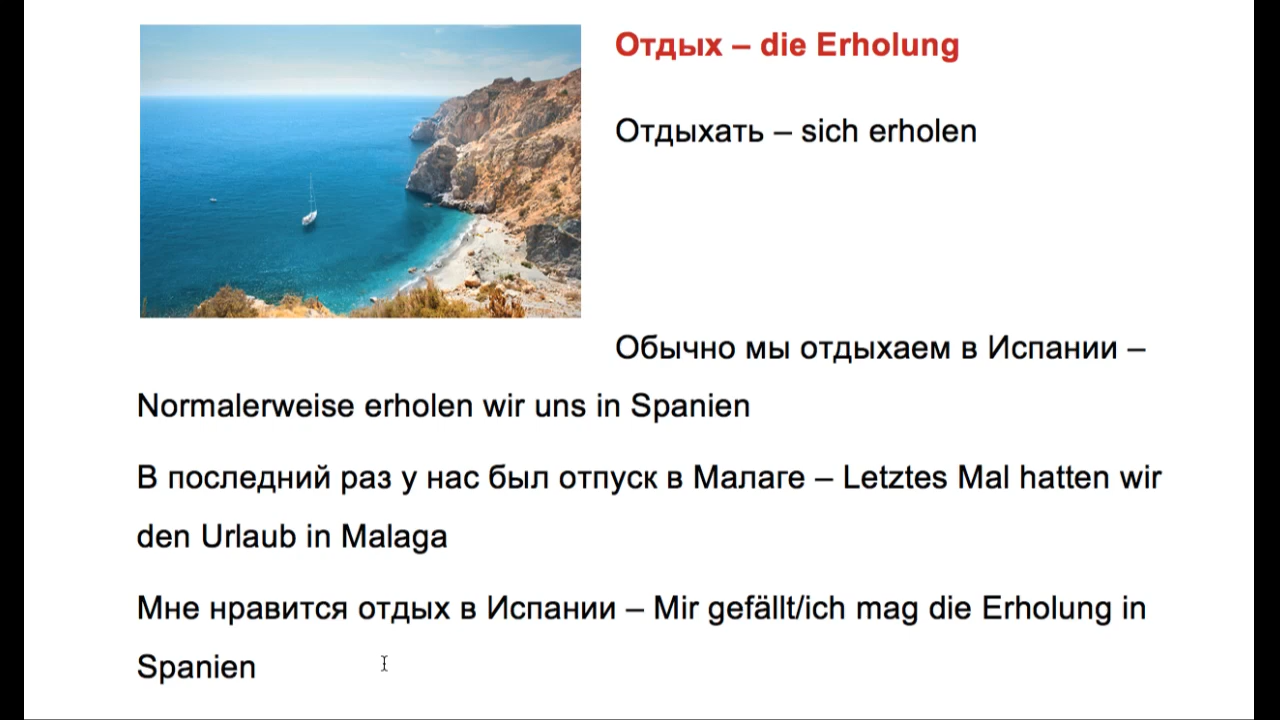 Отдых – die Erholung
Отдыхать – sich erholen
Обычно мы отдыхаем в Испании –
Normalerweise erholen wir uns in Spanien
В последний раз у нас был отпуск в Малаге – Letztes Mal hatten wir
den Urlaub in Malaga
Мне нравится отдых в Испании – Mir gefällt/ich mag die Erholung in
Spanien